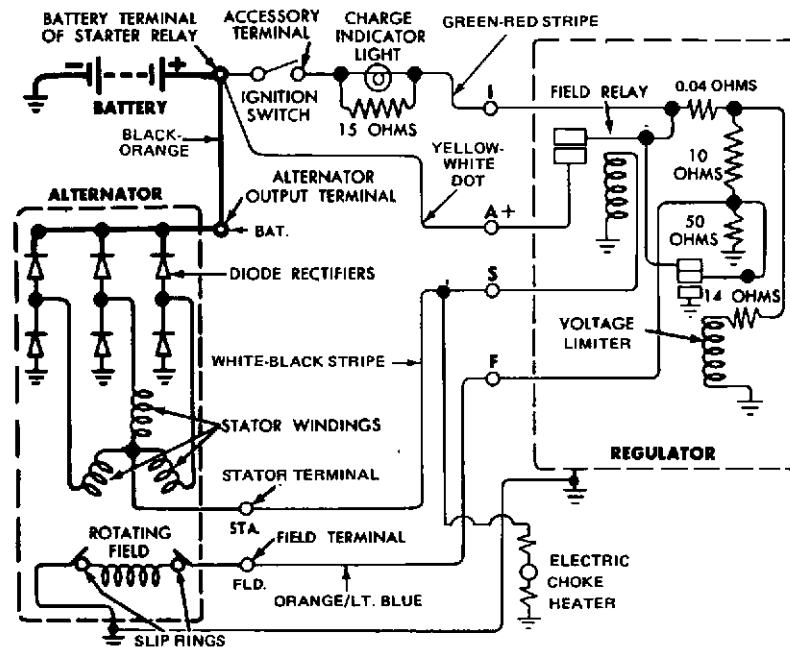 BATTERY TERMINAL
OF STARTER RELAY
ACCESSORY
TERMINAL
CHARGE
INDICATOR
LIGHT
GREEN-RED STRIPE
−
+
BATTERY
IGNITION
SWITCH
15 OHMS
I
FIELD RELAY
0.04 OHMS
BLACK-
ORANGE
YELLOW-
WHITE
DOT
10
OHMS
ALTERNATOR
ALTERNATOR
OUTPUT TERMINAL
BAT.
A+
50
OHMS
DIODE RECTIFIERS
S
14 OHMS
VOLTAGE
LIMITER
WHITE-BLACK STRIPE
F
STATOR WINDINGS
REGULATOR
STATOR TERMINAL
STA.
ROTATING
FIELD
FIELD TERMINAL
FLD.
ELECTRIC
CHOKE
HEATER
ORANGE/LT. BLUE
SLIP RINGS